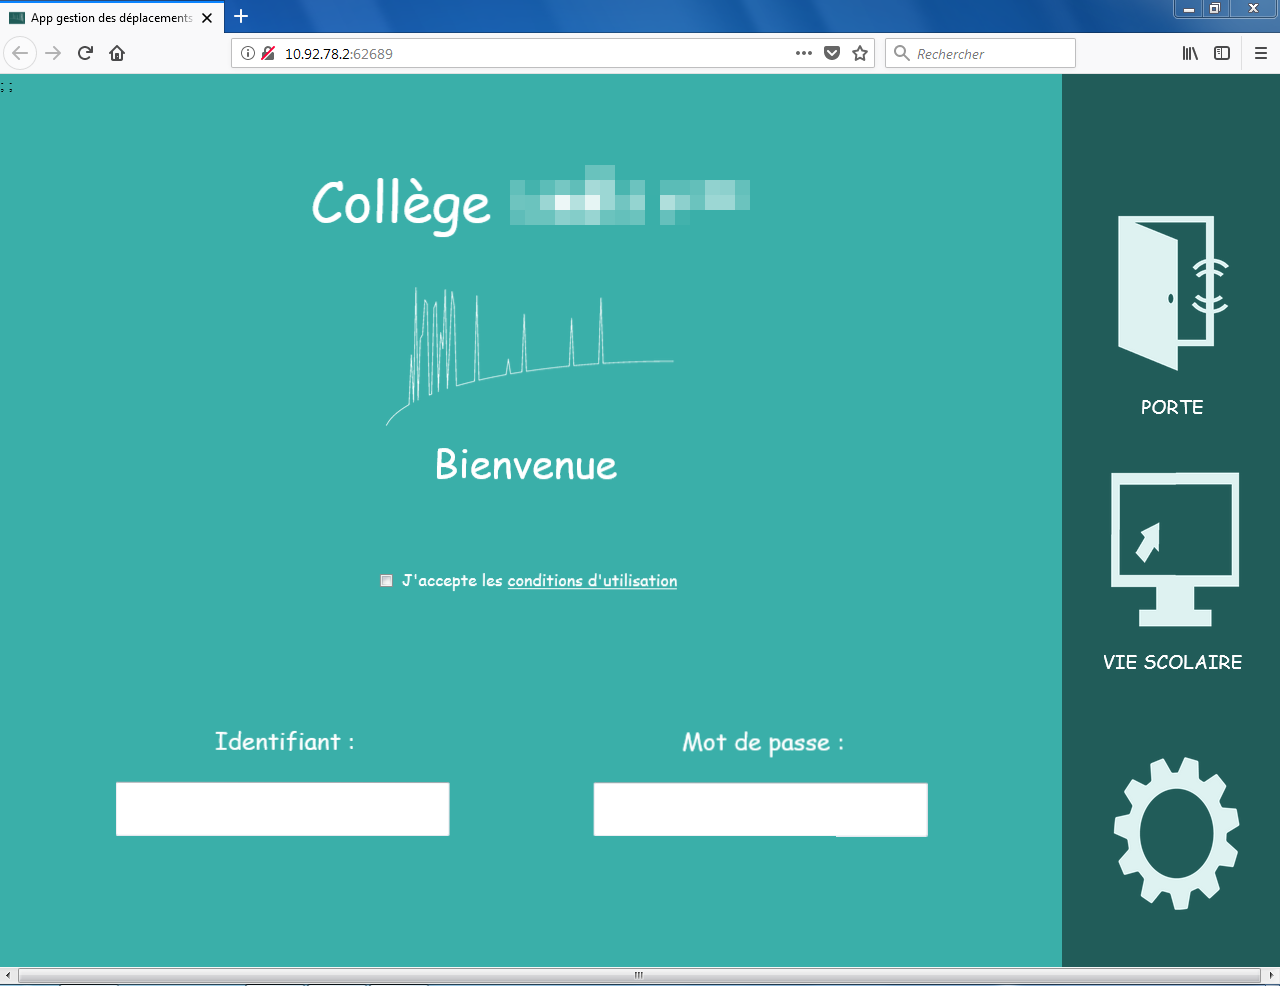 App gestion des déplacements
10.92.78.2:62689
Rechercher
; ;
Collège
Bienvenue
J'accepte les conditions d'utilisation
Identifiant :
Mot de passe :
PORTE
VIE SCOLAIRE